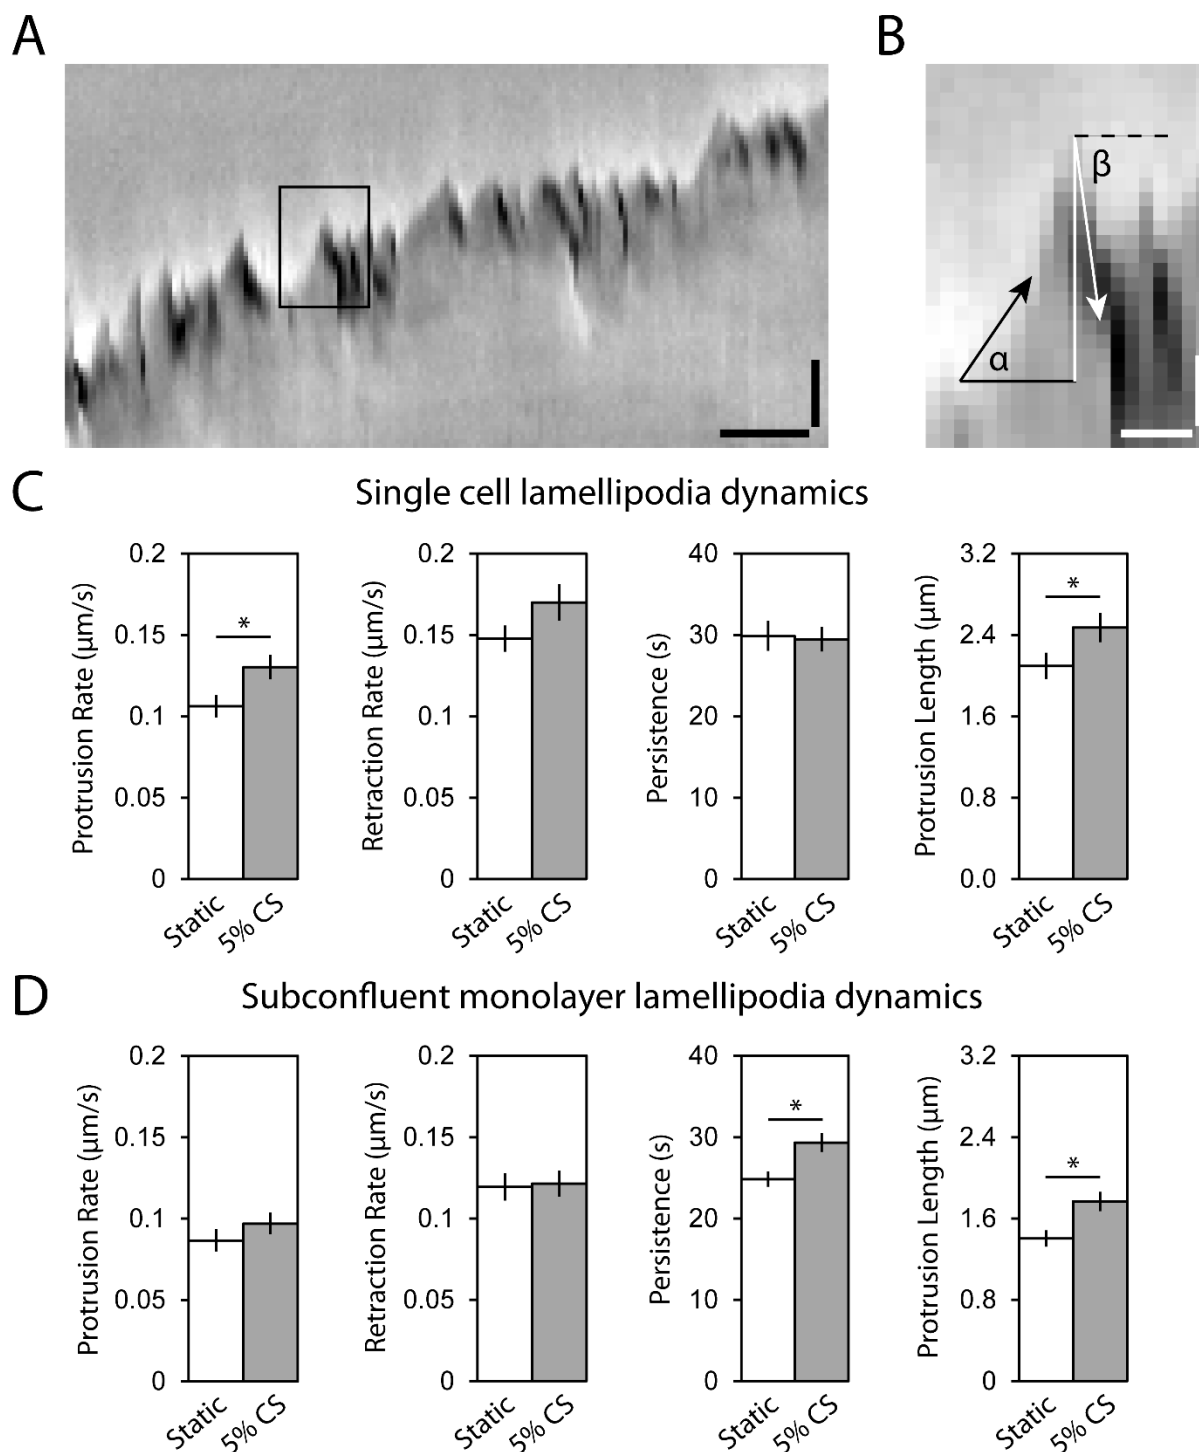 A
B
β
α
C
Single cell lamellipodia dynamics
Protrusion Rate (μm/s)
0.2
0.15
0.1
0.05
0
*
Static
5% CS
Retraction Rate (μm/s)
0.2
0.15
0.1
0.05
0
Static
5% CS
Persistence (s)
40
30
20
10
0
Static
5% CS
Protrusion Length (μm)
3.2
2.4
1.6
0.8
0.0
*
Static
5% CS
D
Subconfluent monolayer lamellipodia dynamics
Protrusion Rate (μm/s)
0.2
0.15
0.1
0.05
0
Static
5% CS
Retraction Rate (μm/s)
0.2
0.15
0.1
0.05
0
Static
5% CS
Persistence (s)
40
30
20
10
0
*
Static
5% CS
Protrusion Length (μm)
3.2
2.4
1.6
0.8
0
*
Static
5% CS